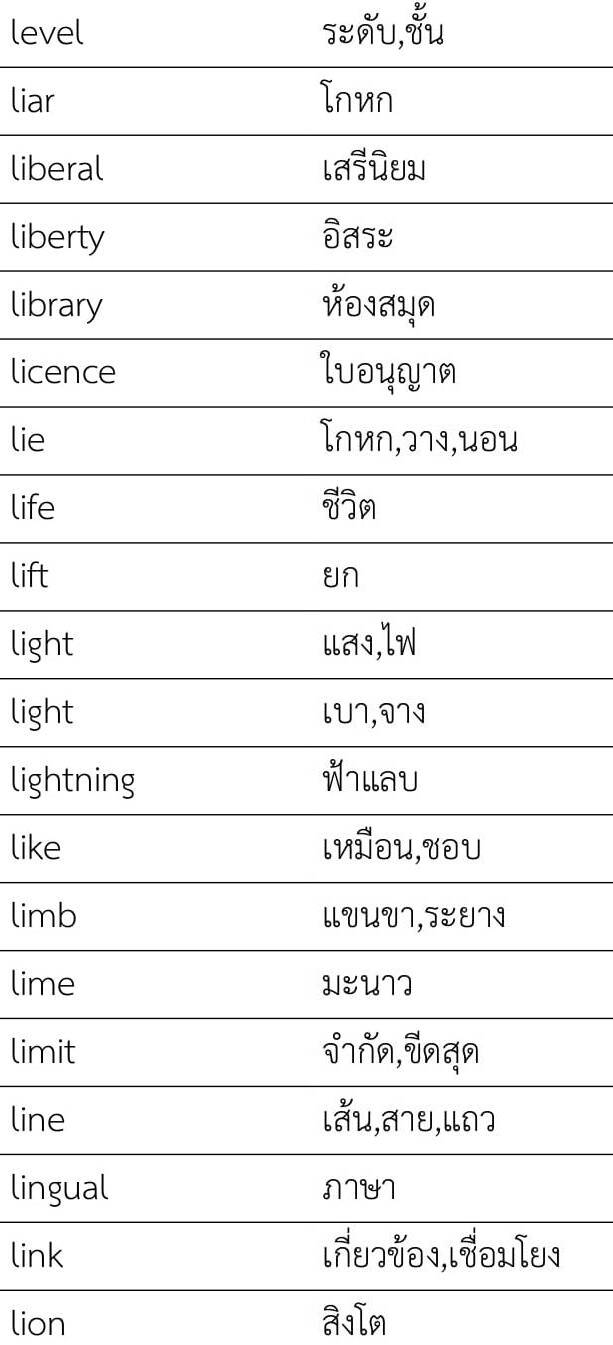 level ระดับ,ชั้น
liar โกหก
liberal เสรีนิยม
liberty อิสระ
library ห้องสมุด
licence ใบอนุญาต
lie โกหก,วาง,นอน
life ชีวิต
lift ยก
light แสง,ไฟ
light เบา,จาง
lightning ฟ้าแลบ
like เหมือน,ชอบ
limb แขนขา,ระยาง
lime มะนาว
limit จำกัด,ขีดสุด
line เส้น,สาย,แถว
lingual ภาษา
link เกี่ยวข้อง,เชื่อมโยง
lion สิงโต